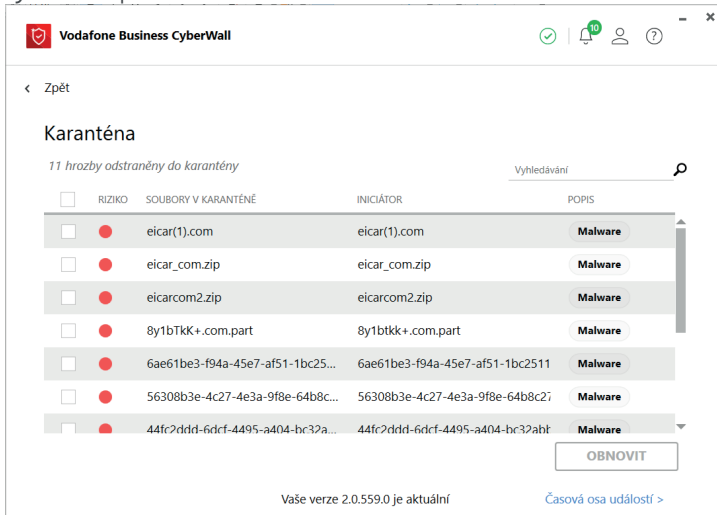 Vodafone Business CyberWall
10
Zpět
Karanténa
11 hrozby odstraněny do karantény
Vyhledávání
RIZIKO SOUBORY V KARANTÉNĚ INICIÁTOR POPIS
eicar(1).com eicar(1).com Malware
eicar_com.zip eicar_com.zip Malware
eicarcom2.zip eicarcom2.zip Malware
8y1bTkK+.com.part 8y1btkk+.com.part Malware
6ae61be3-f94a-45e7-af51-1bc25... 6ae61be3-f94a-45e7-af51-1bc2511 Malware
56308b3e-4c27-4e3a-9f8e-64b8c... 56308b3e-4c27-4e3a-9f8e-64b8c27 Malware
44fc2ddd-6dcf-4495-a404-bc32a... 44fc2ddd-6dcf-4495-a404-bc32abb Malware
OBNOVIT
Vaše verze 2.0.559.0 je aktuální
Časová osa událostí >